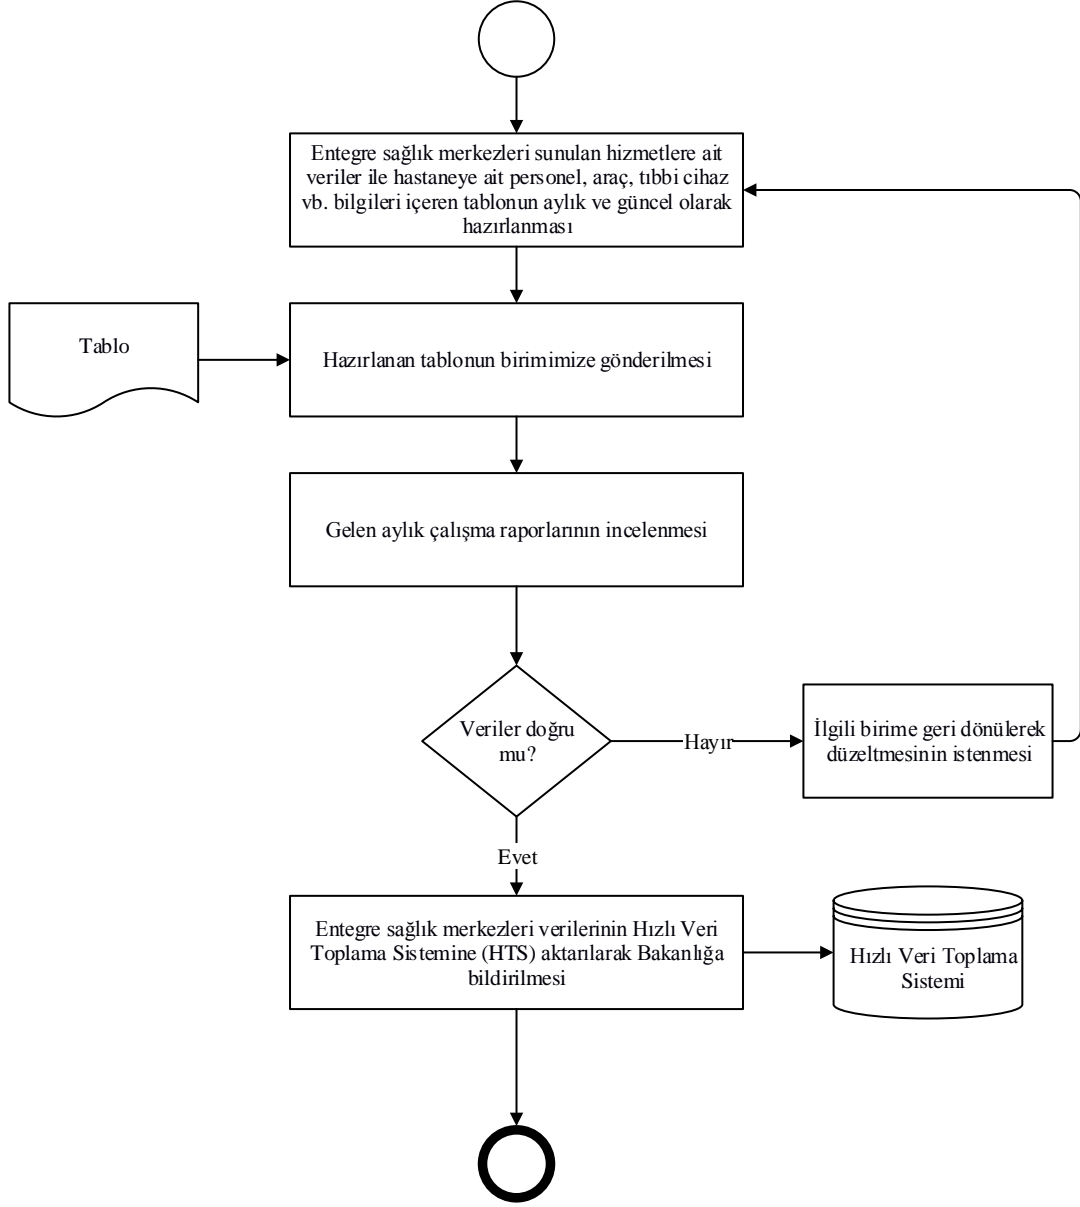 Entegre sağlık merkezleri sunulan hizmetlere ait
veriler ile hastaneye ait personel, araç, tıbbi cihaz
vb. bilgileri içeren tablonun aylık ve güncel olarak
hazırlanması
Tablo
Hazırlanan tablonun birimimize gönderilmesi
Gelen aylık çalışma raporlarının incelenmesi
Veriler doğru
mu?
Hayır
İlgili birime geri dönülerek
düzeltmesinin istenmesi
Evet
Entegre sağlık merkezleri verilerinin Hızlı Veri
Toplama Sistemine (HTS) aktarılarak Bakanlığa
bildirilmesi
Hızlı Veri Toplama
Sistemi